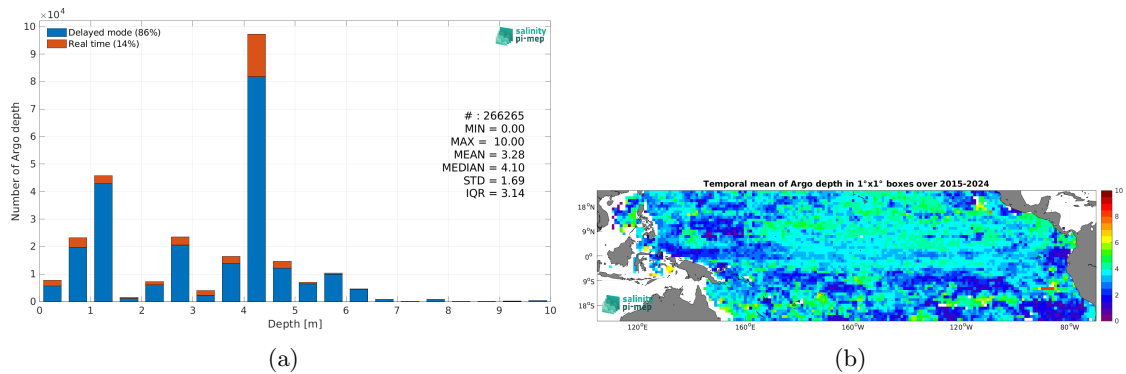 ×10⁴
10
9
8
7
6
5
4
3
2
1
0
Number of Argo depth
Delayed mode (86%)
Real time (14%)
salinity
pi-mep
# : 266265
MIN = 0.00
MAX = 10.00
MEAN = 3.28
MEDIAN = 4.10
STD = 1.69
IQR = 3.14
0 1 2 3 4 5 6 7 8 9 10
Depth [m]
(a)
Temporal mean of Argo depth in 1°x1° boxes over 2015-2024
18°N
9°N
0°
9°S
18°S
salinity
pi-mep
120°E 160°E 160°W 120°W 80°W
10
8
6
4
2
0
(b)